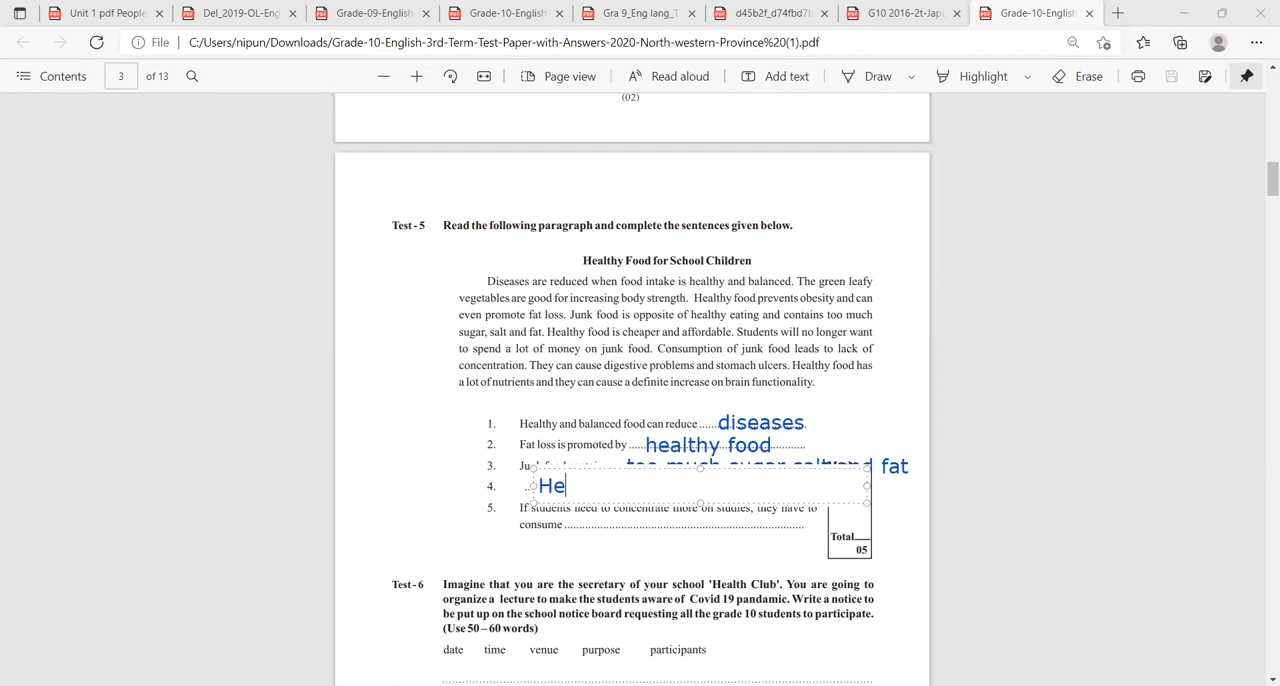 Unit 1 pdf People
Del_2019-OL-Eng
Grade-09-English
Grade-10-English
Gra 9_Eng lang_T
d45b2f_d74fbd7b
G10 2016-2t-Jap
Grade-10-English
File C:/Users/nipun/Downloads/Grade-10-English-3rd-Term-Test-Paper-with-Answers-2020-North-western-Province%20(1).pdf
Contents 3 of 13 Page view Read aloud Add text Draw Highlight Erase
(02)
Test - 5 Read the following paragraph and complete the sentences given below.
Healthy Food for School Children
Diseases are reduced when food intake is healthy and balanced. The green leafy
vegetables are good for increasing body strength. Healthy food prevents obesity and can
even promote fat loss. Junk food is opposite of healthy eating and contains too much
sugar, salt and fat. Healthy food is cheaper and affordable. Students will no longer want
to spend a lot of money on junk food. Consumption of junk food leads to lack of
concentration. They can cause digestive problems and stomach ulcers. Healthy food has
a lot of nutrients and they can cause a definite increase on brain functionality.
1. Healthy and balanced food can reduce ...... diseases
2. Fat loss is promoted by ...... healthy food
3. Ju too much sugar salt and fat
4. .. He
5. If students need to concentrate more on studies, they have to
consume ......................................................................
Total
05
Test - 6 Imagine that you are the secretary of your school 'Health Club'. You are going to
organize a lecture to make the students aware of Covid 19 pandemic. Write a notice to
be put up on the school notice board requesting all the grade 10 students to participate.
(Use 50 – 60 words)
date time venue purpose participants